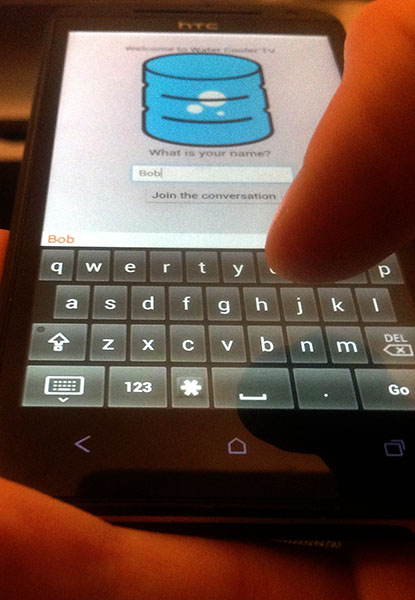 hTC
Welcome to Water Cooler TV
What is your name?
Bob
Join the conversation
Bob
q w e r t y p
a s d f g h j k l
z x c v b n m DEL
123 * . Go